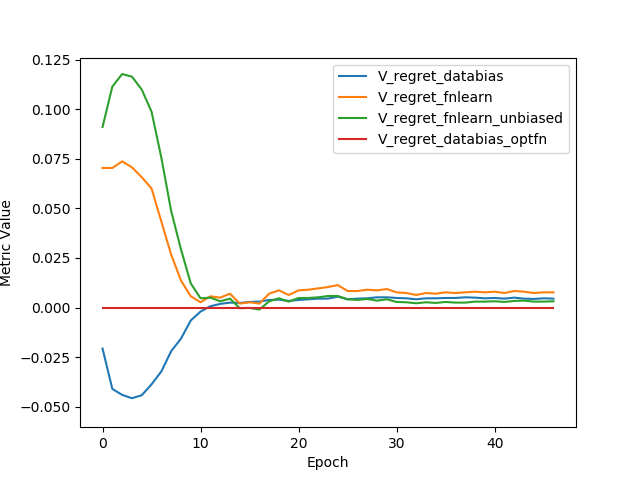 0.125
0.100
0.075
0.050
0.025
0.000
−0.025
−0.050
Metric Value
V_regret_databias
V_regret_fnlearn
V_regret_fnlearn_unbiased
V_regret_databias_optfn
0 10 20 30 40
Epoch